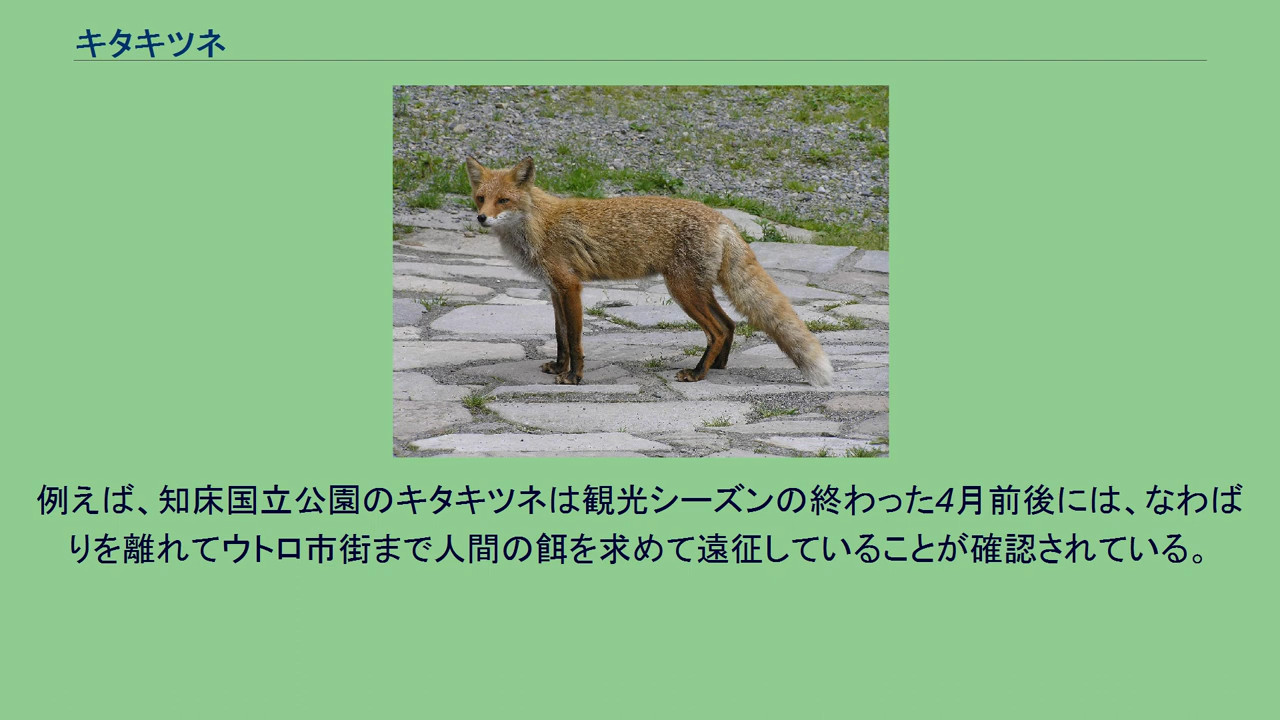 キタキツネ
例えば、知床国立公園のキタキツネは観光シーズンの終わった4月前後には、なわば
りを離れてウトロ市街まで人間の餌を求めて遠征していることが確認されている。